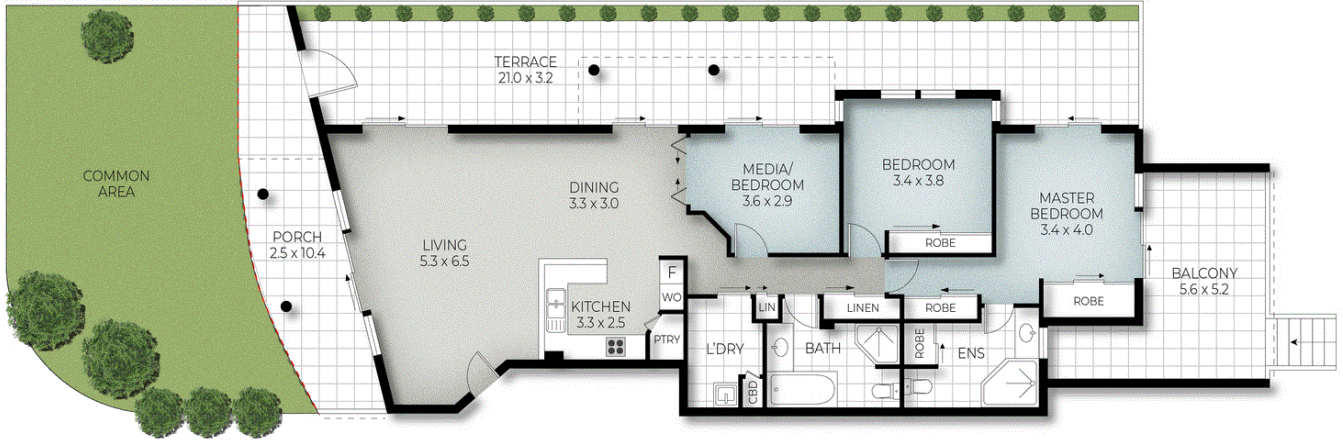 TERRACE
21.0 x 3.2
COMMON
AREA
PORCH
2.5 x 10.4
LIVING
5.3 x 6.5
DINING
3.3 x 3.0
KITCHEN
3.3 x 2.5
F
WO
PTRY
MEDIA/
BEDROOM
3.6 x 2.9
BEDROOM
3.4 x 3.8
ROBE
MASTER
BEDROOM
3.4 x 4.0
ROBE
BALCONY
5.6 x 5.2
LIN
LINEN
ROBE
L'DRY
CBD
BATH
ROBE
ENS